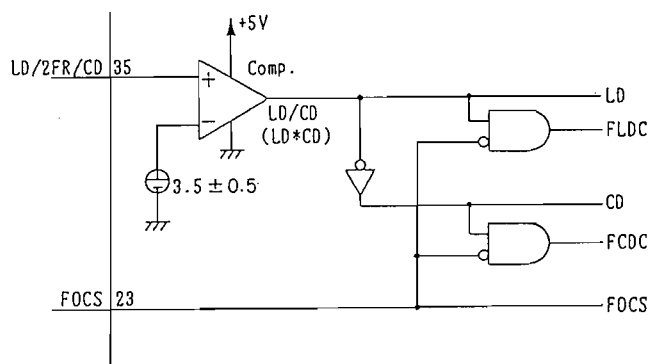 +5V
LD/2FR/CD 35
Comp.
+
−
LD/CD
(LD*CD)
LD
FLDC
3.5±0.5
CD
FCDC
FOCS 23
FOCS